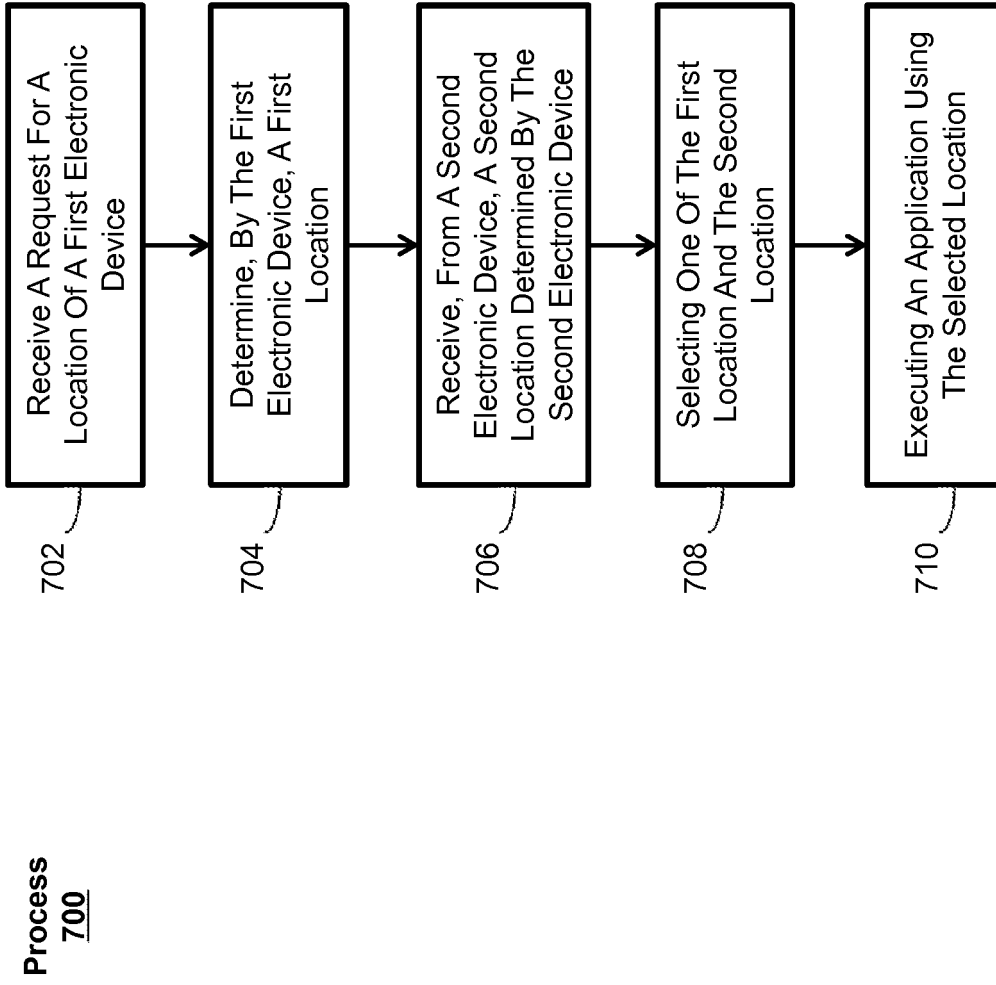 Process
700
702
Receive A Request For A
Location Of A First Electronic
Device
704
Determine, By The First
Electronic Device, A First
Location
706
Receive, From A Second
Electronic Device, A Second
Location Determined By The
Second Electronic Device
708
Selecting One Of The First
Location And The Second
Location
710
Executing An Application Using
The Selected Location